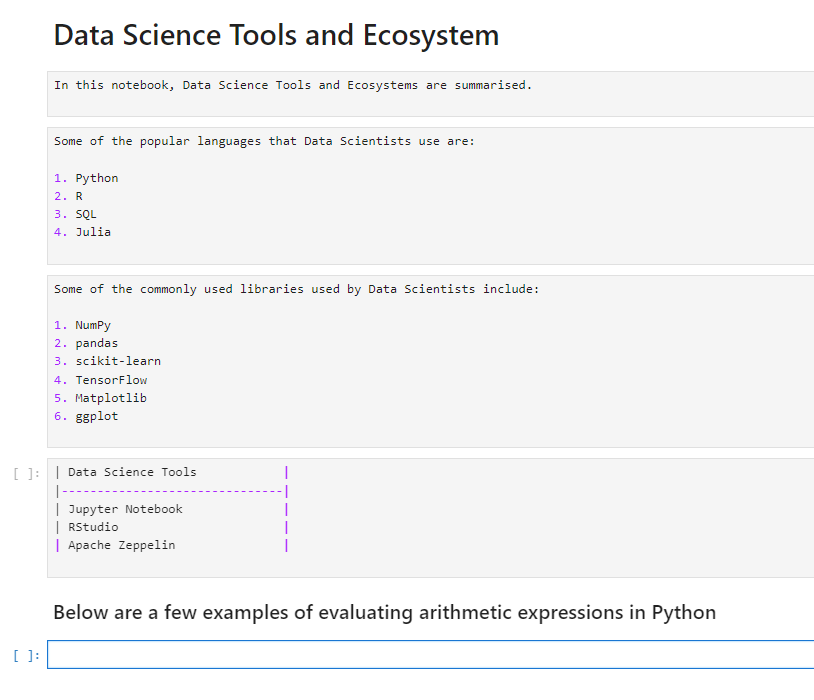 Data Science Tools and Ecosystem
In this notebook, Data Science Tools and Ecosystems are summarised.
Some of the popular languages that Data Scientists use are:
1. Python
2. R
3. SQL
4. Julia
Some of the commonly used libraries used by Data Scientists include:
1. NumPy
2. pandas
3. scikit-learn
4. TensorFlow
5. Matplotlib
6. ggplot
[ ]: | Data Science Tools            |
|-------------------------------|
| Jupyter Notebook              |
| RStudio                       |
| Apache Zeppelin               |
Below are a few examples of evaluating arithmetic expressions in Python
[ ]: